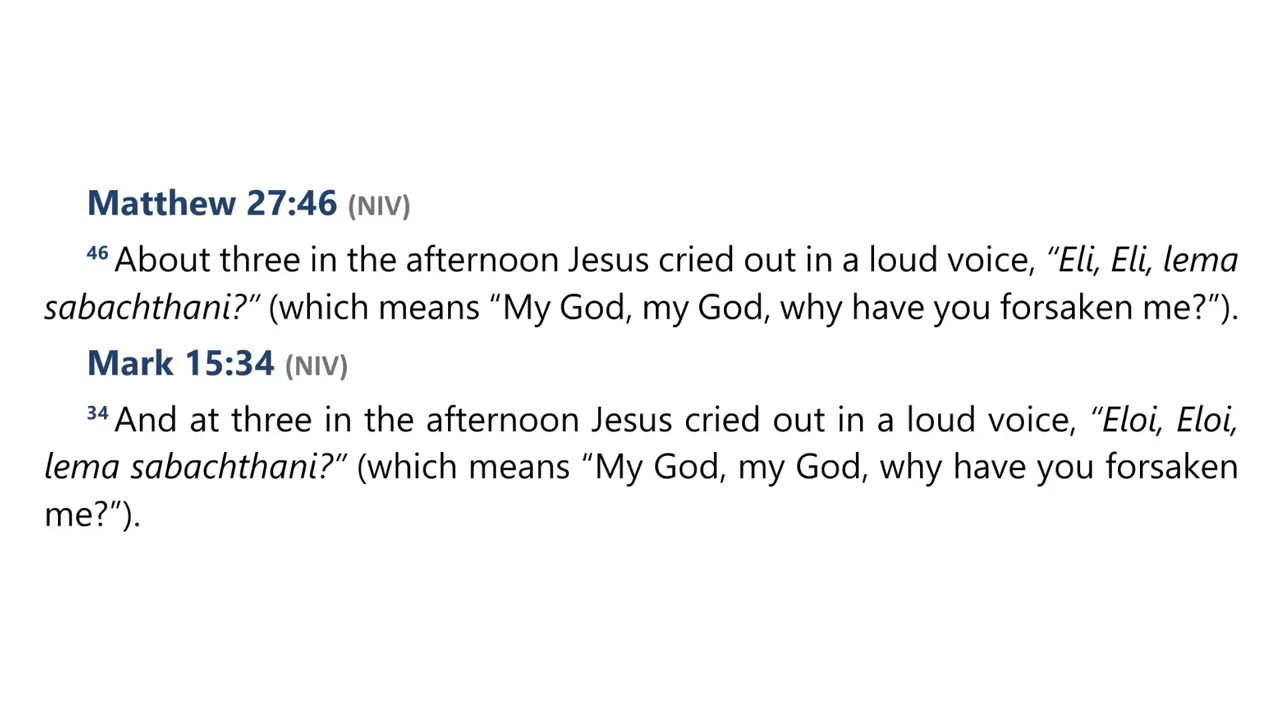 Matthew 27:46 (NIV)
46 About three in the afternoon Jesus cried out in a loud voice, “Eli, Eli, lema
sabachthani?” (which means “My God, my God, why have you forsaken me?”).
Mark 15:34 (NIV)
34 And at three in the afternoon Jesus cried out in a loud voice, “Eloi, Eloi,
lema sabachthani?” (which means “My God, my God, why have you forsaken
me?”).